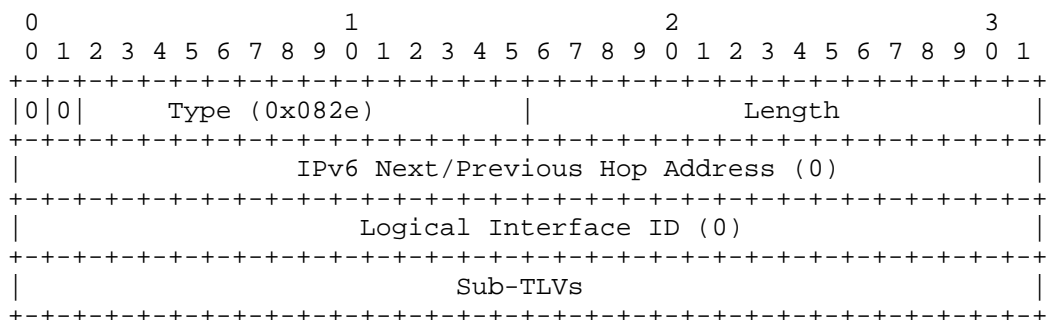 0                   1                   2                   3
 0 1 2 3 4 5 6 7 8 9 0 1 2 3 4 5 6 7 8 9 0 1 2 3 4 5 6 7 8 9 0 1
+-+-+-+-+-+-+-+-+-+-+-+-+-+-+-+-+-+-+-+-+-+-+-+-+-+-+-+-+-+-+-+-+
|0|0|     Type (0x082e)         |             Length            |
+-+-+-+-+-+-+-+-+-+-+-+-+-+-+-+-+-+-+-+-+-+-+-+-+-+-+-+-+-+-+-+-+
|                 IPv6 Next/Previous Hop Address (0)            |
+-+-+-+-+-+-+-+-+-+-+-+-+-+-+-+-+-+-+-+-+-+-+-+-+-+-+-+-+-+-+-+-+
|                     Logical Interface ID (0)                  |
+-+-+-+-+-+-+-+-+-+-+-+-+-+-+-+-+-+-+-+-+-+-+-+-+-+-+-+-+-+-+-+-+
|                           Sub-TLVs                            |
+-+-+-+-+-+-+-+-+-+-+-+-+-+-+-+-+-+-+-+-+-+-+-+-+-+-+-+-+-+-+-+-+